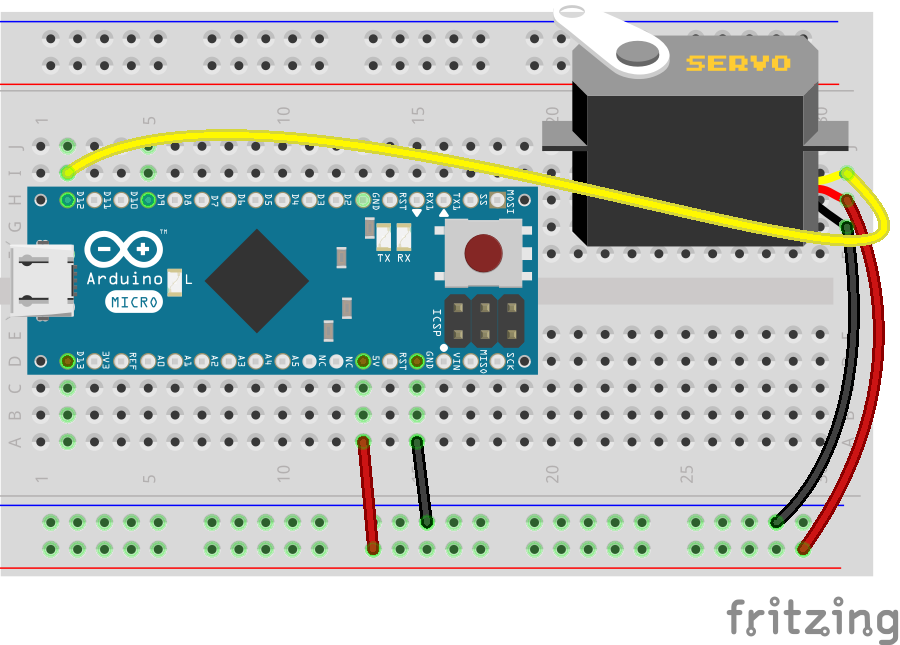 SERVO
1 5 10 15 20 30
J
I
H
D12 D11 D10 D9 D8 D7 D6 D5 D4 D3 D2 GND RST RX1 TX1 SS MOSI
G
™
TX RX
Arduino
L
MICRO
ICSP
E
D13 3V3 REF A0 A1 A2 A3 A4 A5 NC NC 5V RST GND VIN MISO SCK
D
C
B
A
1 5 10 20 25
fritzing